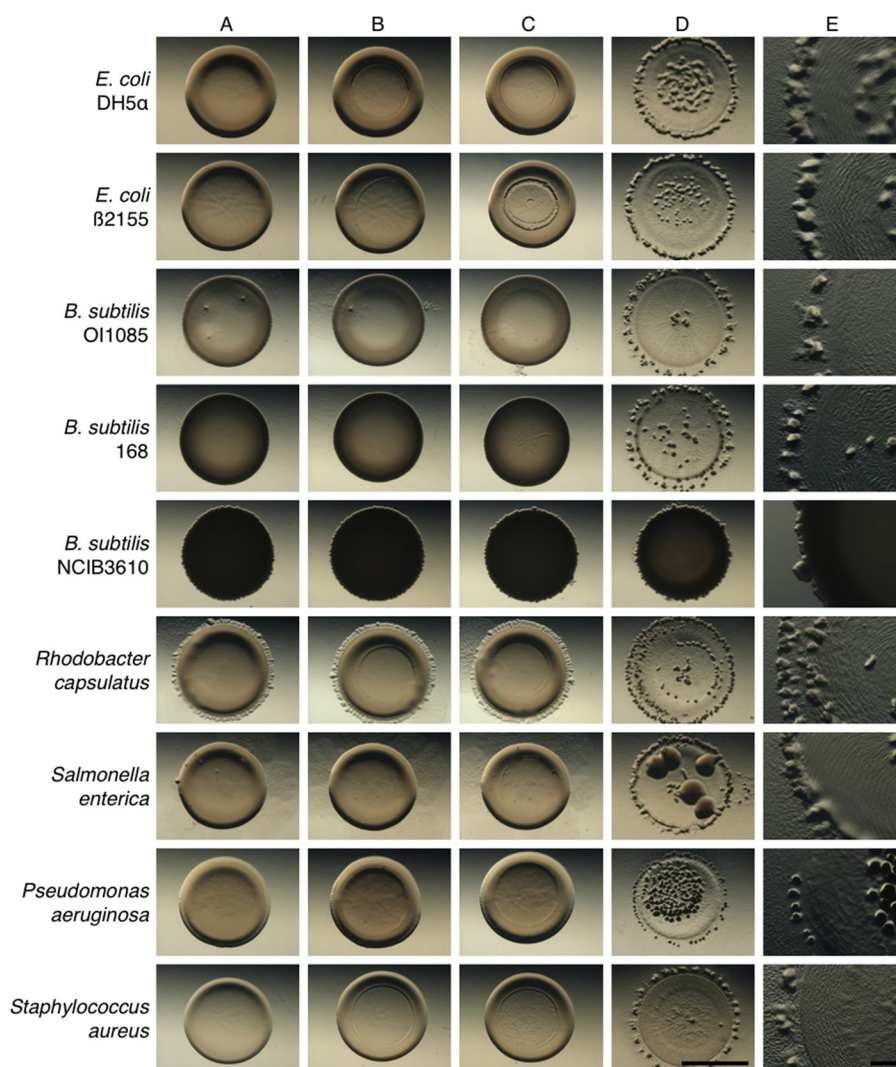 A B C D E
E. coli
DH5α
E. coli
ß2155
B. subtilis
OI1085
B. subtilis
168
B. subtilis
NCIB3610
Rhodobacter
capsulatus
Salmonella
enterica
Pseudomonas
aeruginosa
Staphylococcus
aureus